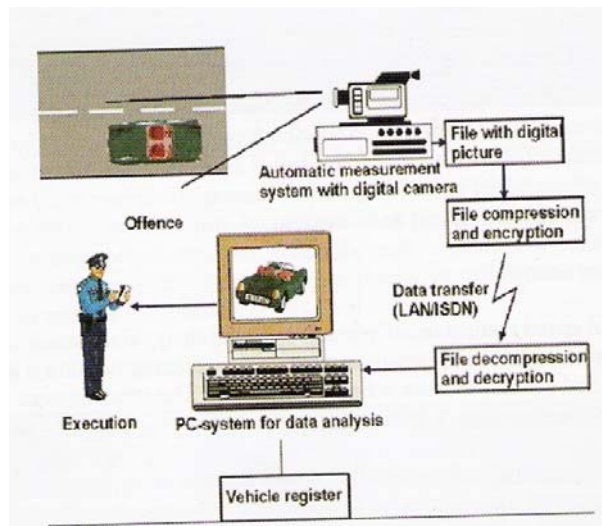 File with digital
picture
Automatic measurement
system with digital camera
Offence
File compression
and encryption
Data transfer
(LAN/ISDN)
File decompression
and decryption
Execution
PC-system for data analysis
Vehicle register